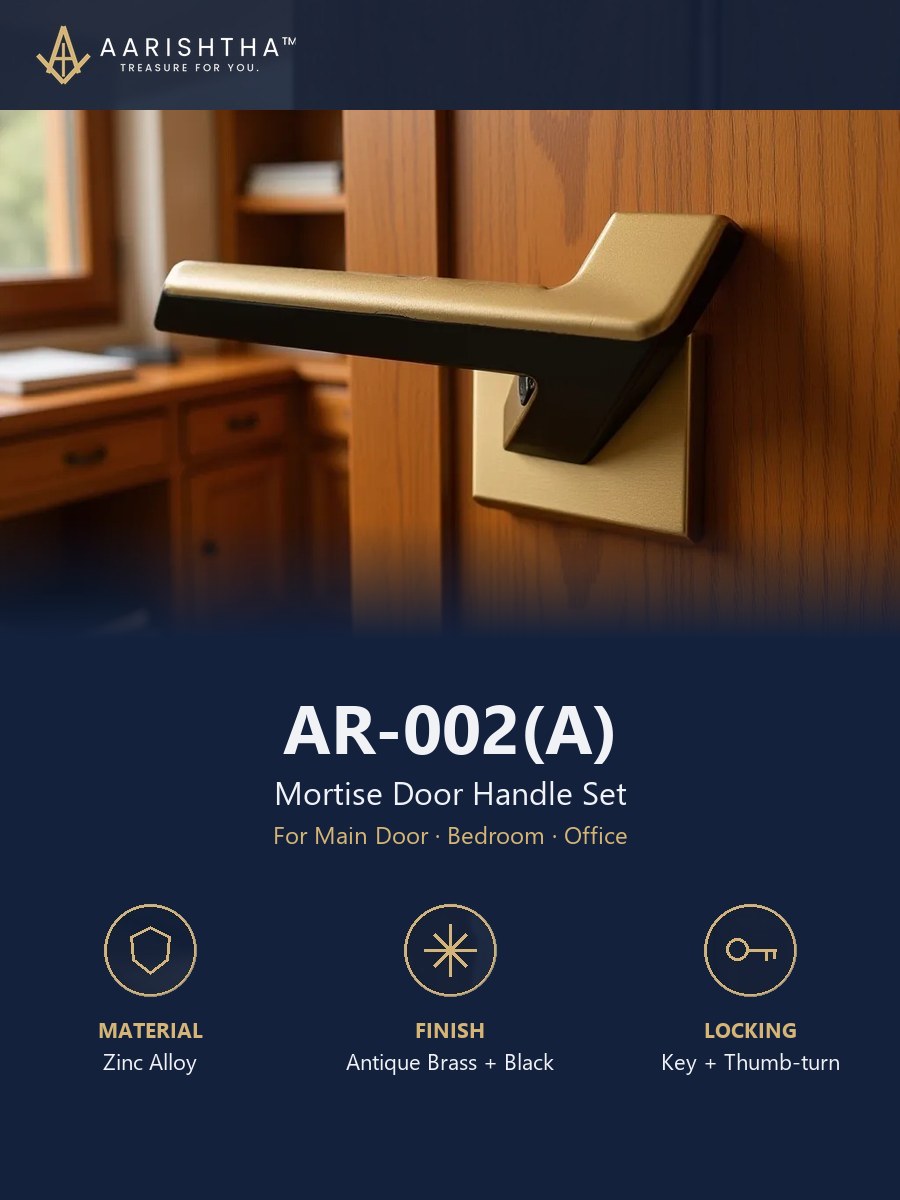 AARISHTHA™
TREASURE FOR YOU.
AR-002(A)
Mortise Door Handle Set
For Main Door · Bedroom · Office
MATERIAL
Zinc Alloy
FINISH
Antique Brass + Black
LOCKING
Key + Thumb-turn